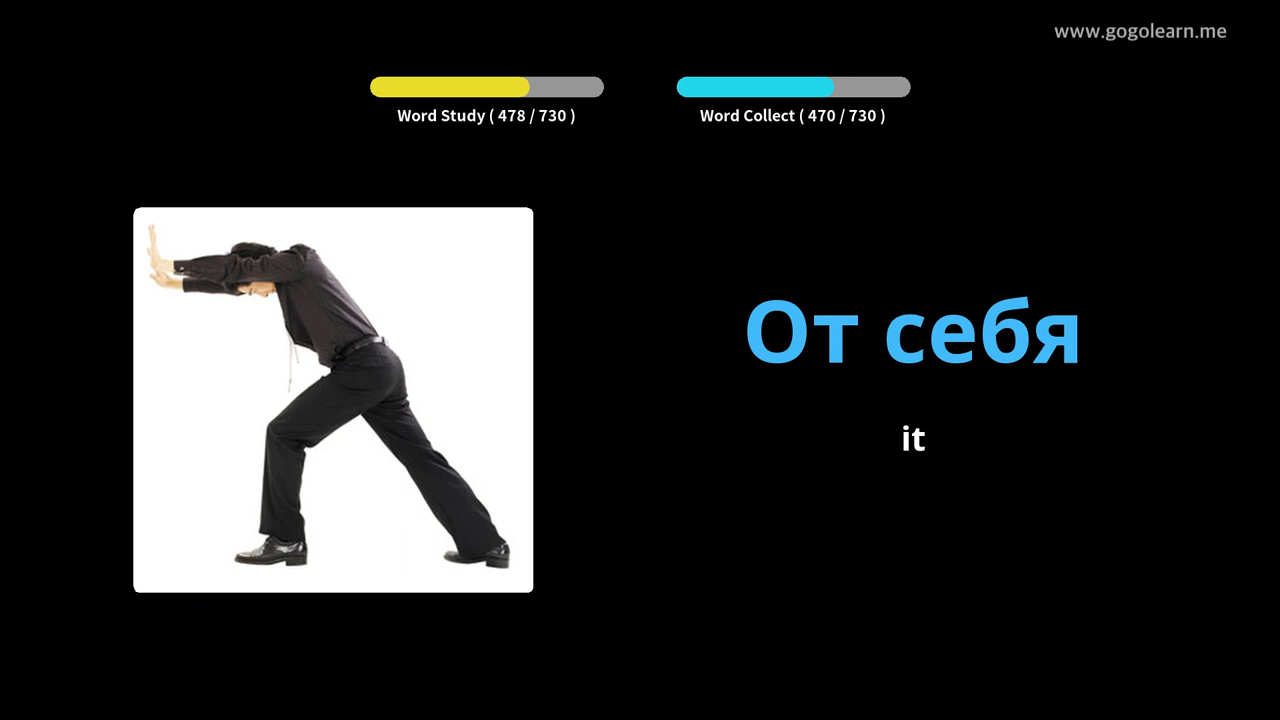 www.gogolearn.me
Word Study ( 478 / 730 )
Word Collect ( 470 / 730 )
От себя
it